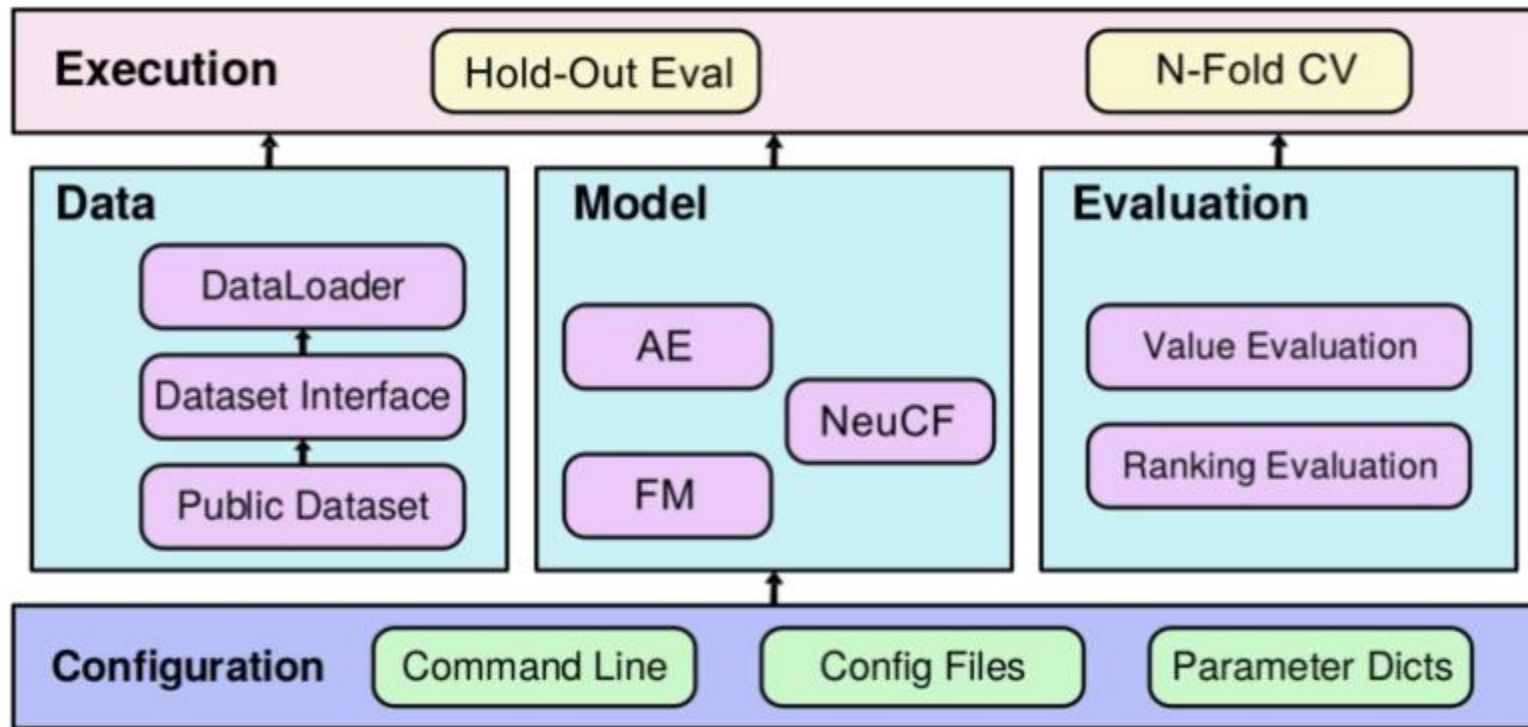 Execution
Hold-Out Eval
N-Fold CV
Data
DataLoader
Dataset Interface
Public Dataset
Model
AE
NeuCF
FM
Evaluation
Value Evaluation
Ranking Evaluation
Configuration
Command Line
Config Files
Parameter Dicts